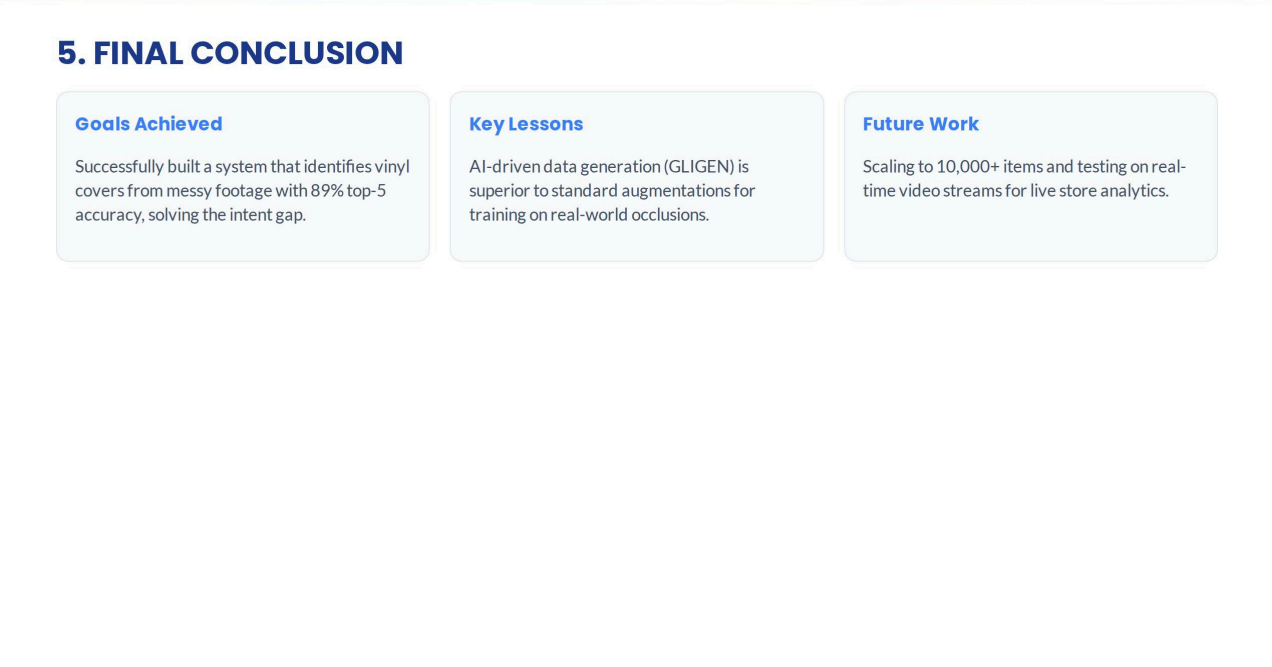 5. FINAL CONCLUSION
Goals Achieved
Successfully built a system that identifies vinyl
covers from messy footage with 89% top-5
accuracy, solving the intent gap.
Key Lessons
AI-driven data generation (GLIGEN) is
superior to standard augmentations for
training on real-world occlusions.
Future Work
Scaling to 10,000+ items and testing on real-
time video streams for live store analytics.